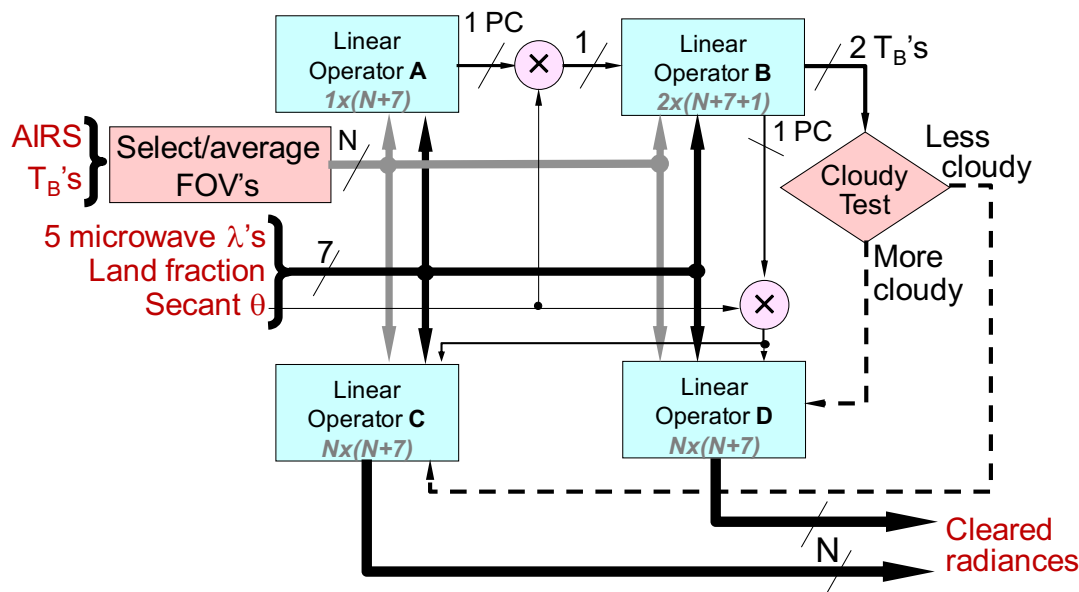 1 PC
1
2 T_B's
Linear
Operator A
1x(N+7)
×
Linear
Operator B
2x(N+7+1)
AIRS
T_B's
Select/average
FOV's
N
1 PC
Less
cloudy
Cloudy
Test
5 microwave λ's
Land fraction
Secant θ
7
More
cloudy
×
Linear
Operator C
Nx(N+7)
Linear
Operator D
Nx(N+7)
N
Cleared
radiances